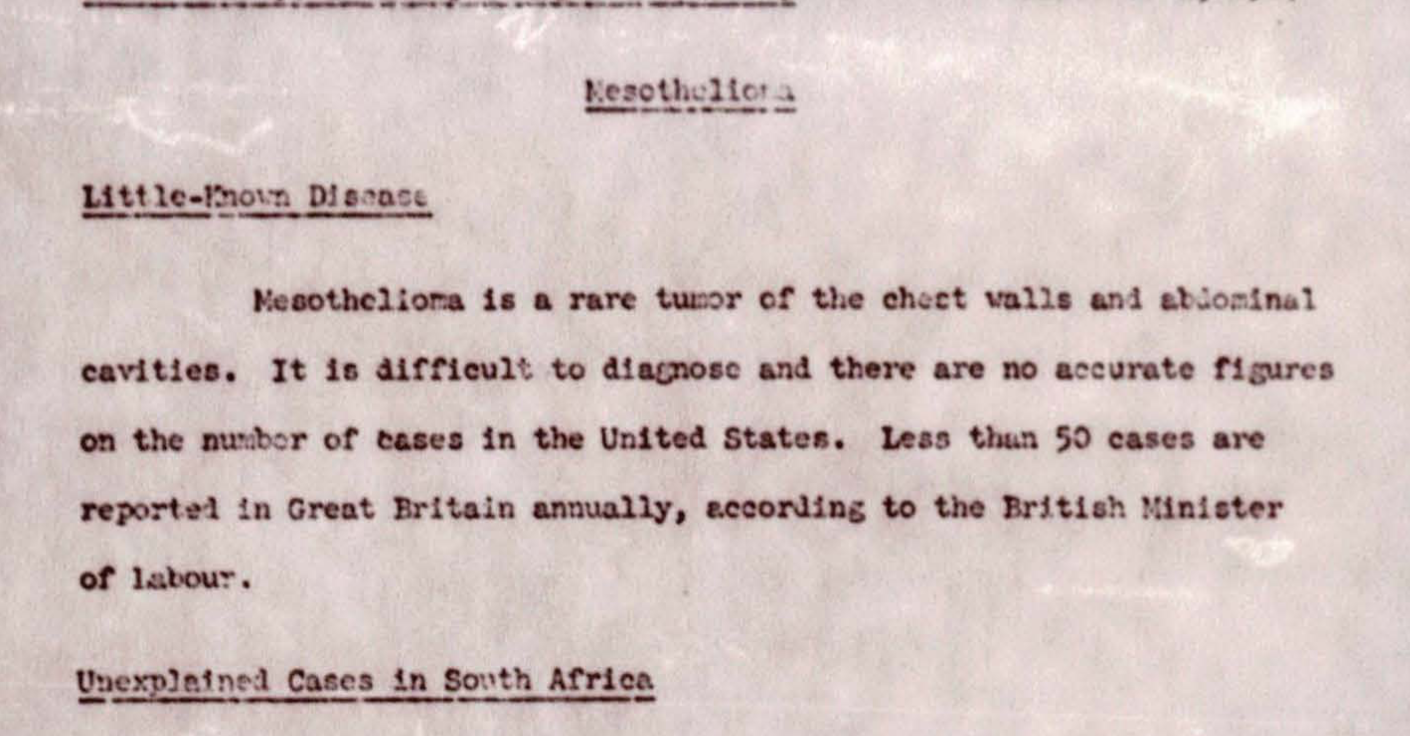 Mesothelioma
Little-Known Disease
Mesothelioma is a rare tumor of the chest walls and abdominal
cavities. It is difficult to diagnose and there are no accurate figures
on the number of cases in the United States. Less than 50 cases are
reported in Great Britain annually, according to the British Minister
of labour.
Unexplained Cases in South Africa